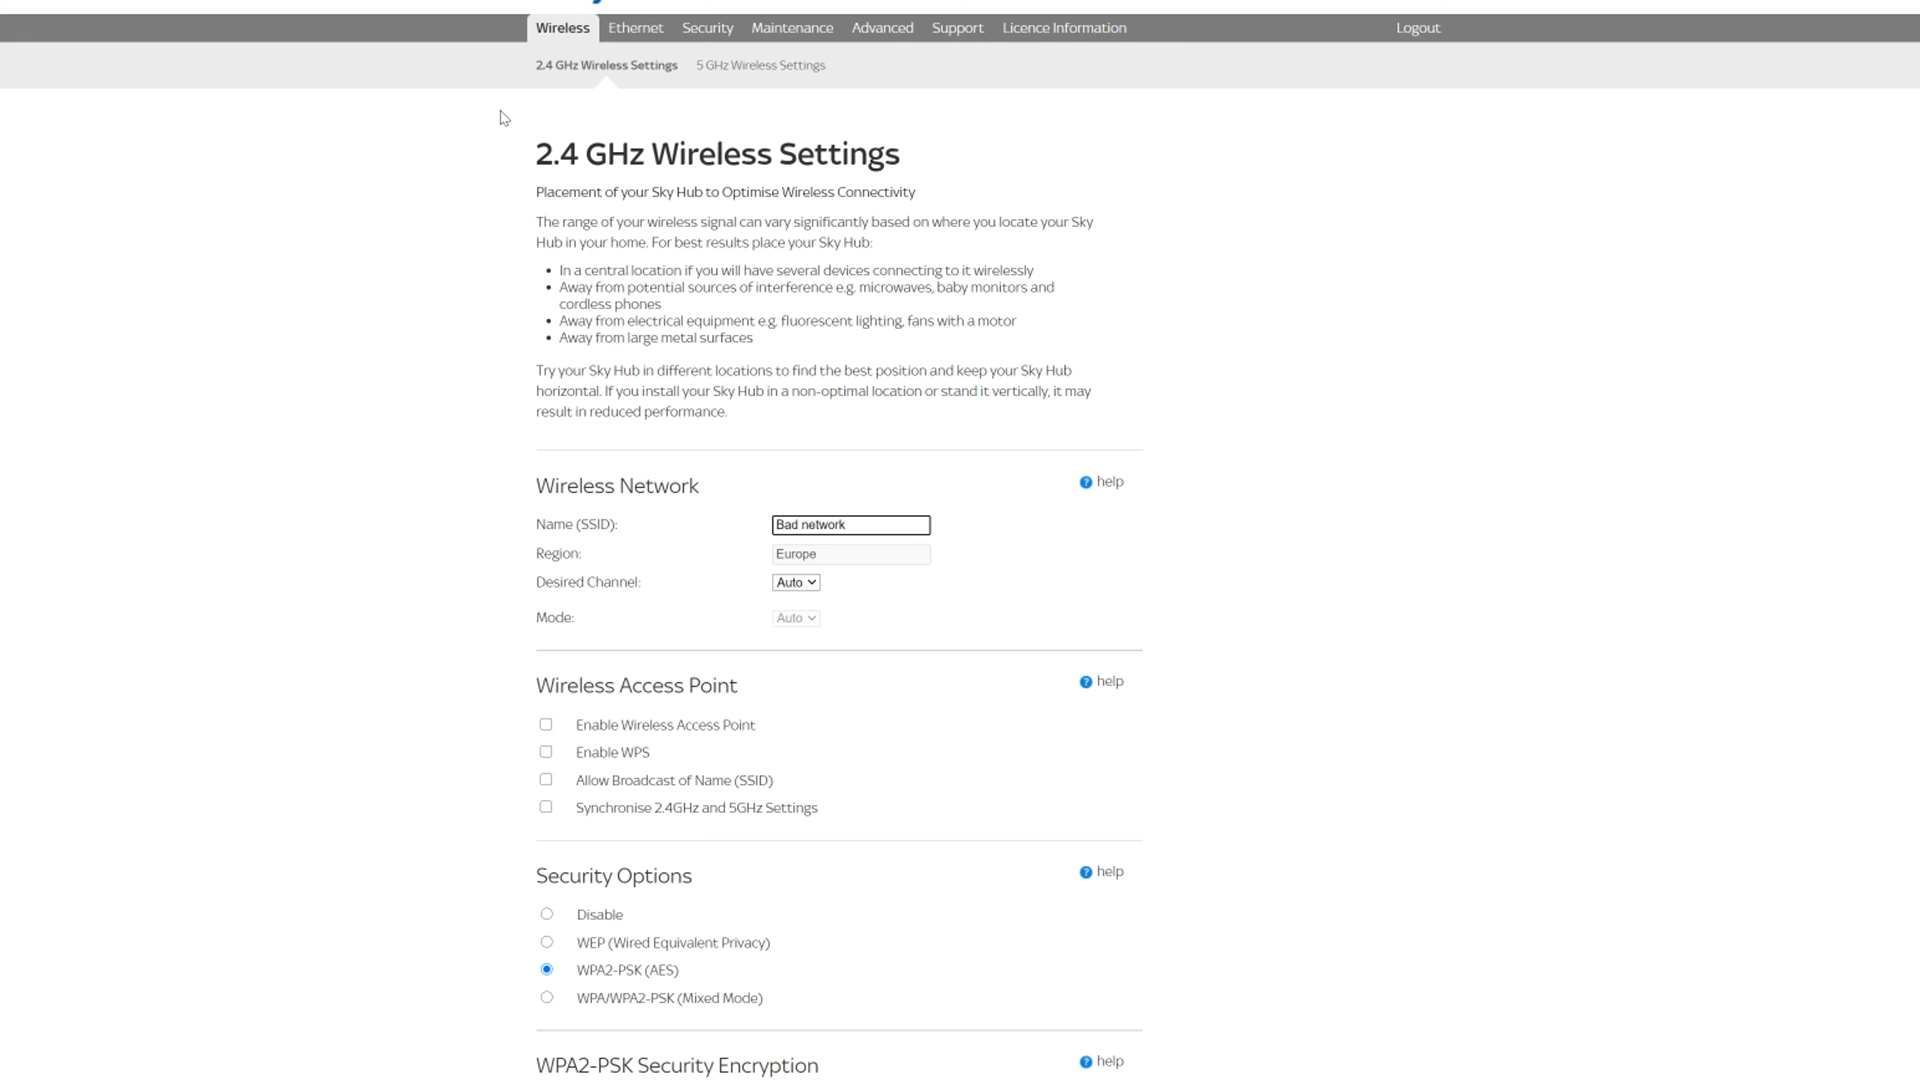 Wireless Ethernet Security Maintenance Advanced Support Licence Information Logout
2.4 GHz Wireless Settings 5 GHz Wireless Settings
2.4 GHz Wireless Settings
Placement of your Sky Hub to Optimise Wireless Connectivity
The range of your wireless signal can vary significantly based on where you locate your Sky
Hub in your home. For best results place your Sky Hub:
• In a central location if you will have several devices connecting to it wirelessly
• Away from potential sources of interference e.g. microwaves, baby monitors and
cordless phones
• Away from electrical equipment e.g. fluorescent lighting, fans with a motor
• Away from large metal surfaces
Try your Sky Hub in different locations to find the best position and keep your Sky Hub
horizontal. If you install your Sky Hub in a non-optimal location or stand it vertically, it may
result in reduced performance.
Wireless Network ? help
Name (SSID): Bad network
Region: Europe
Desired Channel: Auto
Mode: Auto
Wireless Access Point ? help
Enable Wireless Access Point
Enable WPS
Allow Broadcast of Name (SSID)
Synchronise 2.4GHz and 5GHz Settings
Security Options ? help
Disable
WEP (Wired Equivalent Privacy)
WPA2-PSK (AES)
WPA/WPA2-PSK (Mixed Mode)
WPA2-PSK Security Encryption ? help